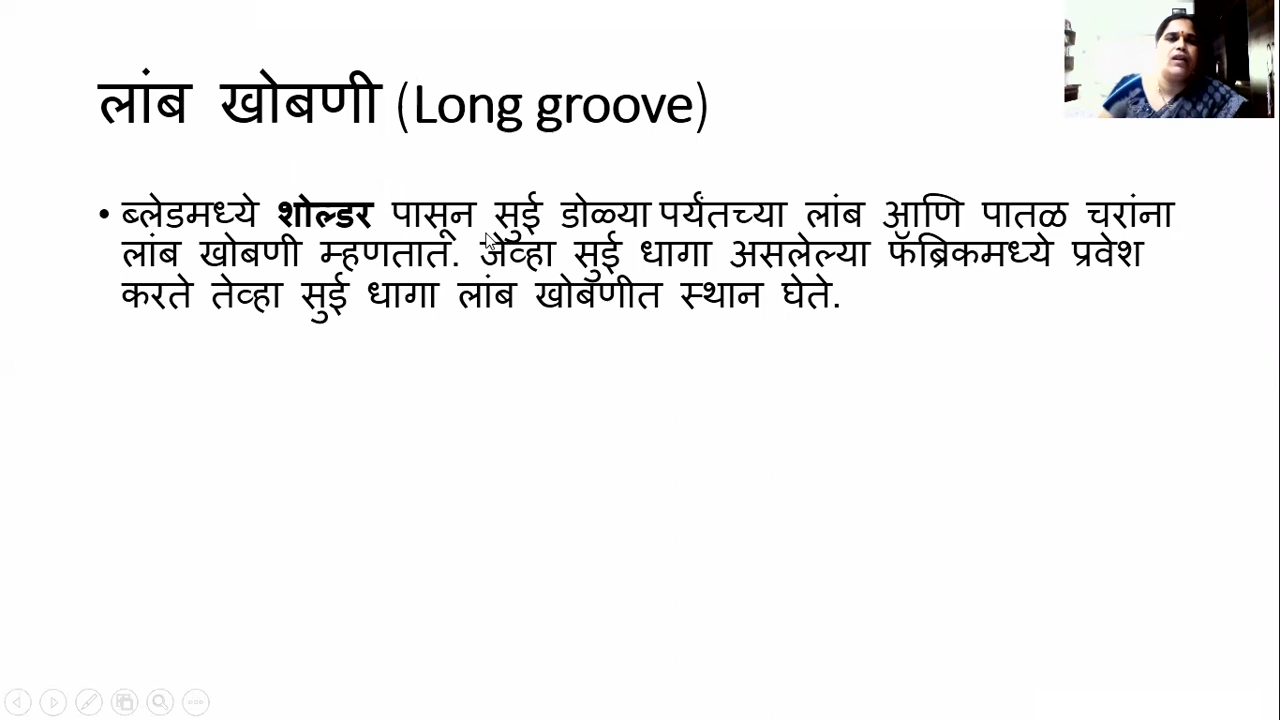 लांब खोबणी (Long groove)
• ब्लेडमध्ये शोल्डर पासून सुई डोळ्या पर्यंतच्या लांब आणि पातळ चरांना
लांब खोबणी म्हणतात. जेव्हा सुई धागा असलेल्या फॅब्रिकमध्ये प्रवेश
करते तेव्हा सुई धागा लांब खोबणीत स्थान घेते.